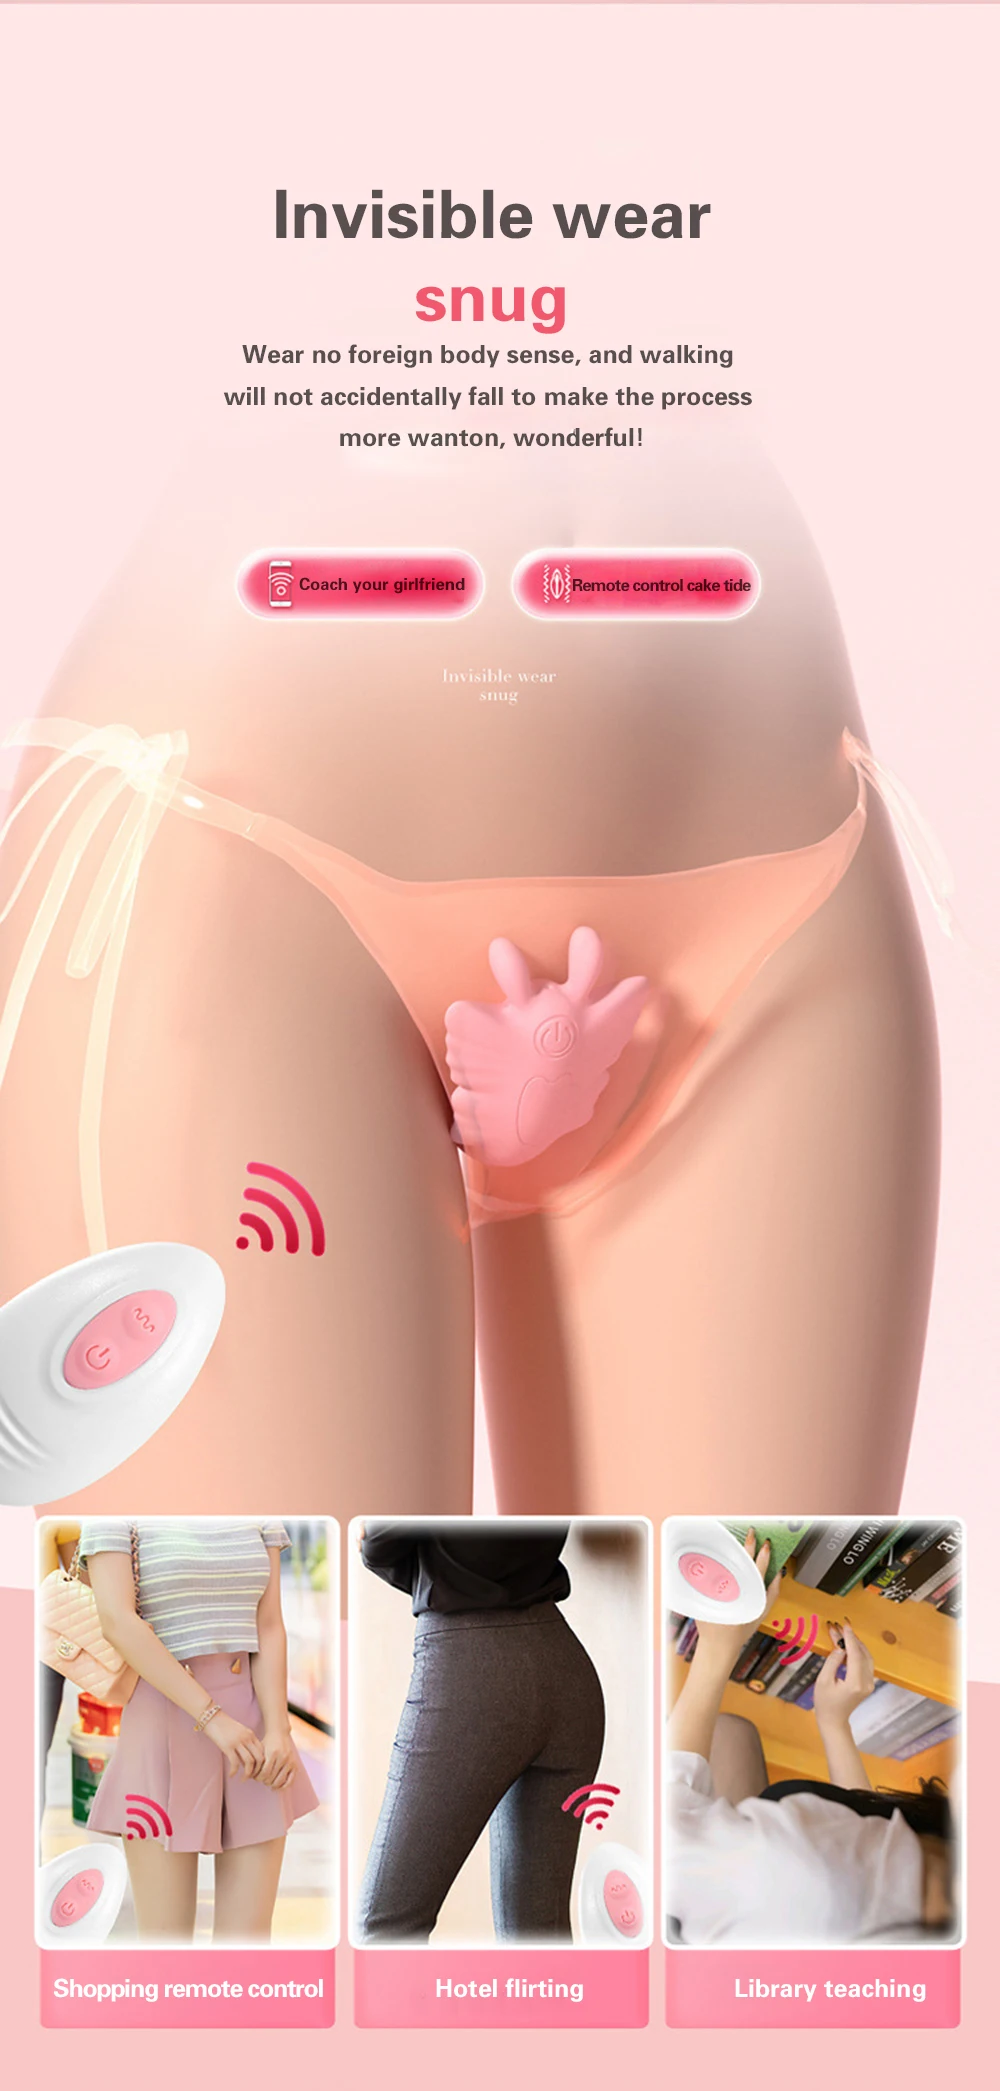 Invisible wear
snug
Wear no foreign body sense, and walking
will not accidentally fall to make the process
more wanton, wonderful!
Coach your girlfriend
Remote control cake tide
Invisible wear
snug
Shopping remote control
Hotel flirting
Library teaching